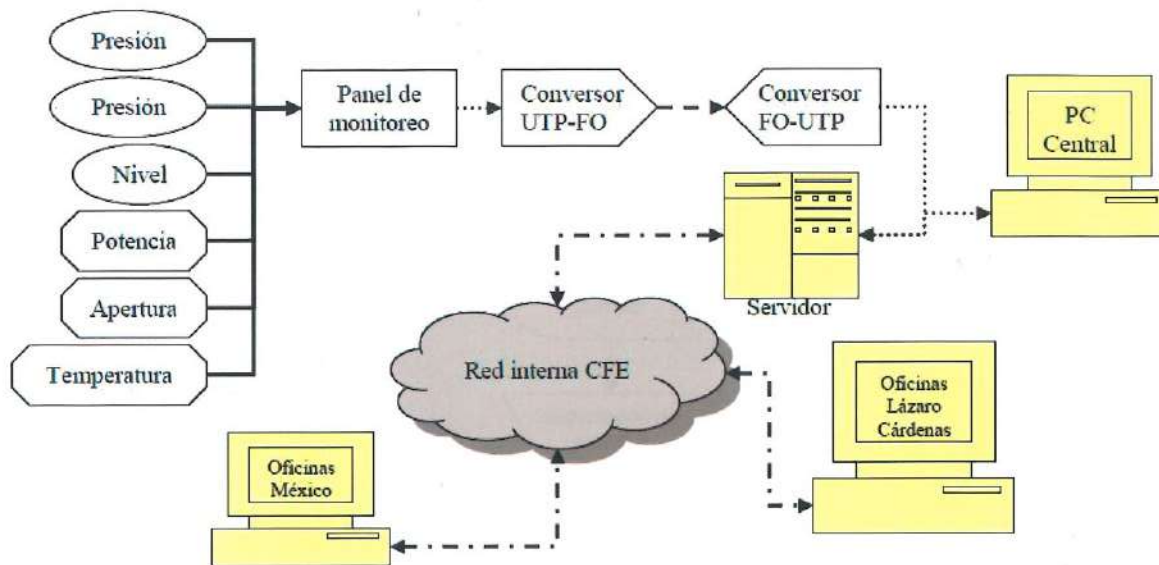 Presión
Presión
Nivel
Potencia
Apertura
Temperatura
Panel de
monitoreo
Conversor
UTP-FO
Conversor
FO-UTP
PC
Central
Servidor
Red interna CFE
Oficinas
Lázaro
Cárdenas
Oficinas
México